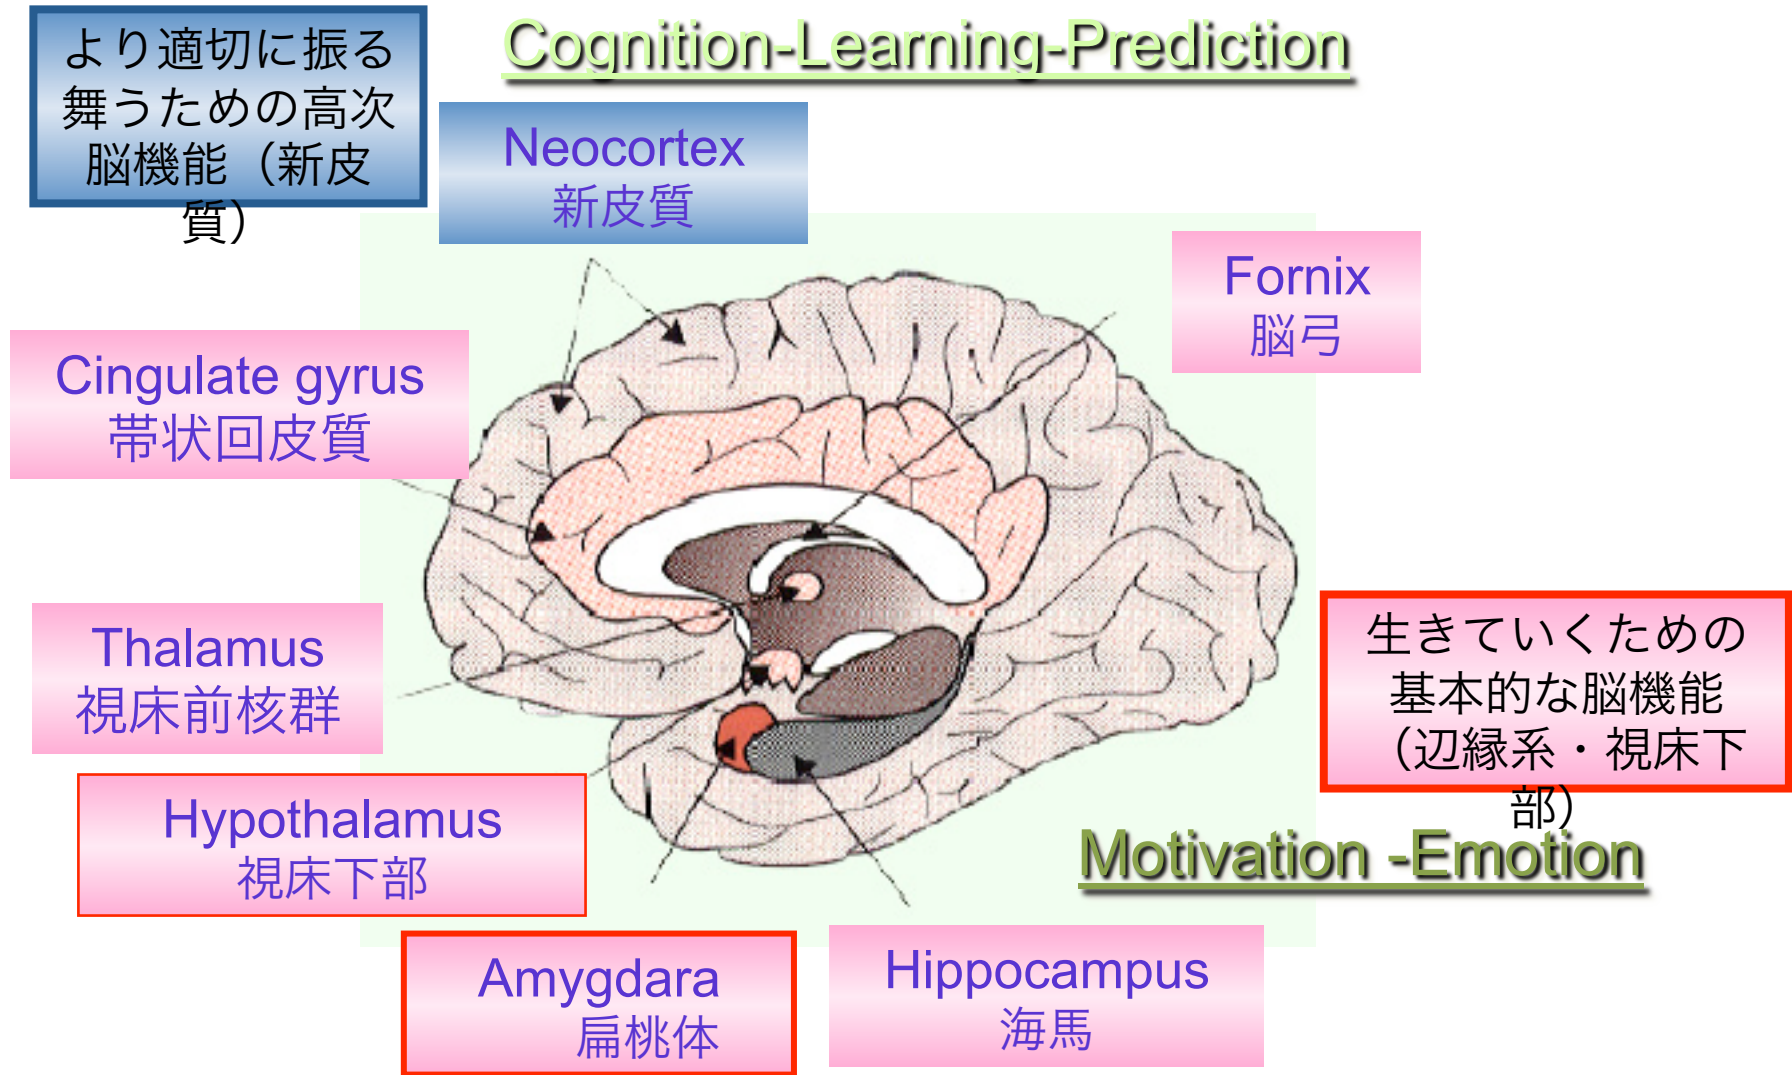 より適切に振る
舞うための高次
脳機能（新皮
質）
Cognition-Learning-Prediction
Neocortex
新皮質
Fornix
脳弓
Cingulate gyrus
帯状回皮質
Thalamus
視床前核群
生きていくための
基本的な脳機能
（辺縁系・視床下
部）
Hypothalamus
視床下部
Motivation -Emotion
Amygdara
扁桃体
Hippocampus
海馬